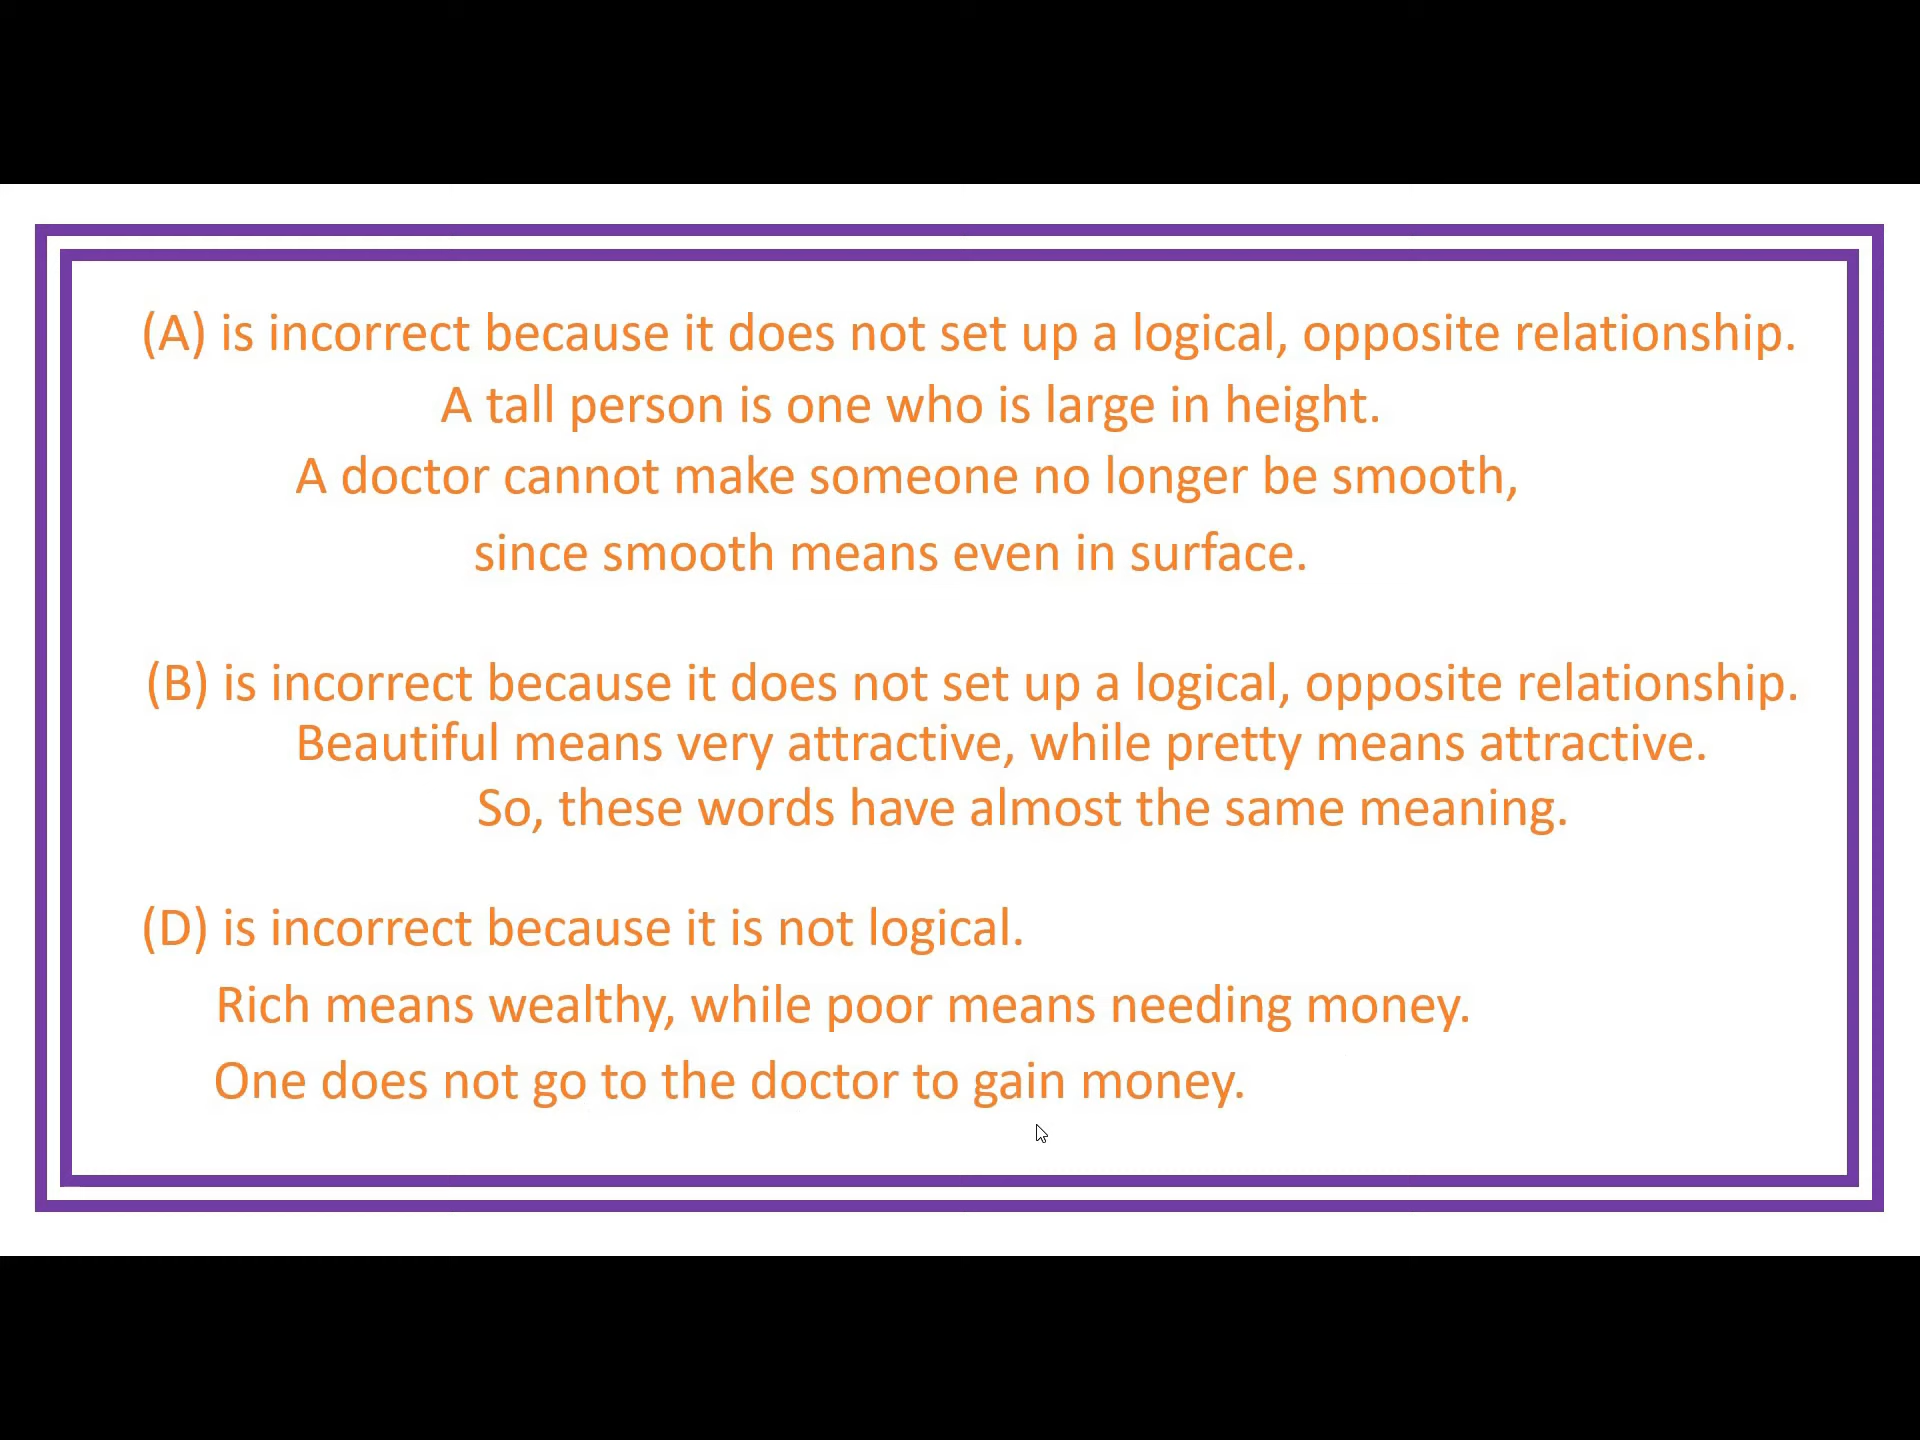 (A) is incorrect because it does not set up a logical, opposite relationship.
A tall person is one who is large in height.
A doctor cannot make someone no longer be smooth,
since smooth means even in surface.
(B) is incorrect because it does not set up a logical, opposite relationship.
Beautiful means very attractive, while pretty means attractive.
So, these words have almost the same meaning.
(D) is incorrect because it is not logical.
Rich means wealthy, while poor means needing money.
One does not go to the doctor to gain money.